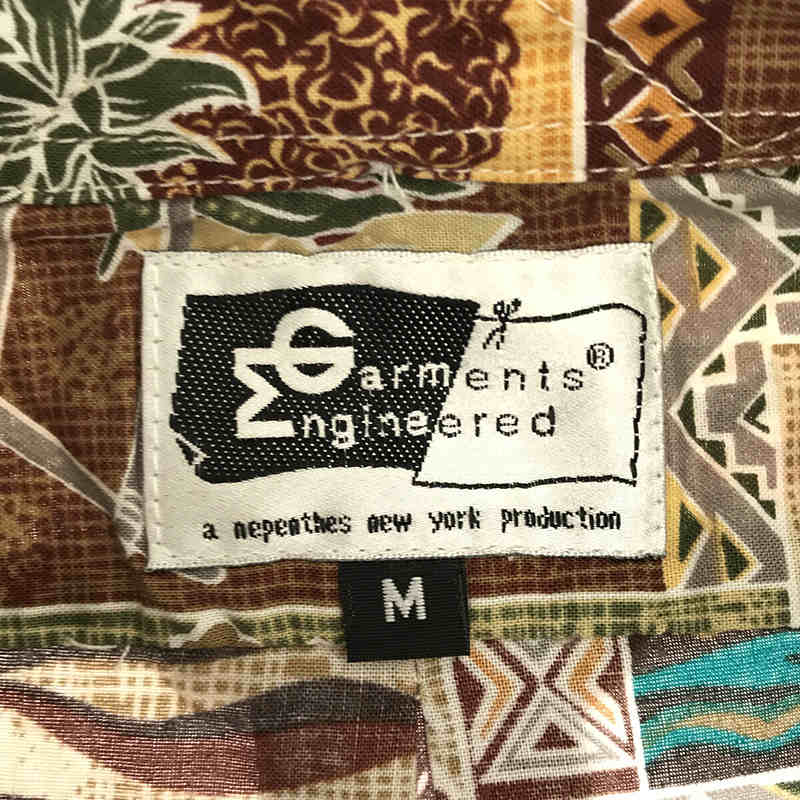 Garments®
Engineered
a nepenthes new york production
M